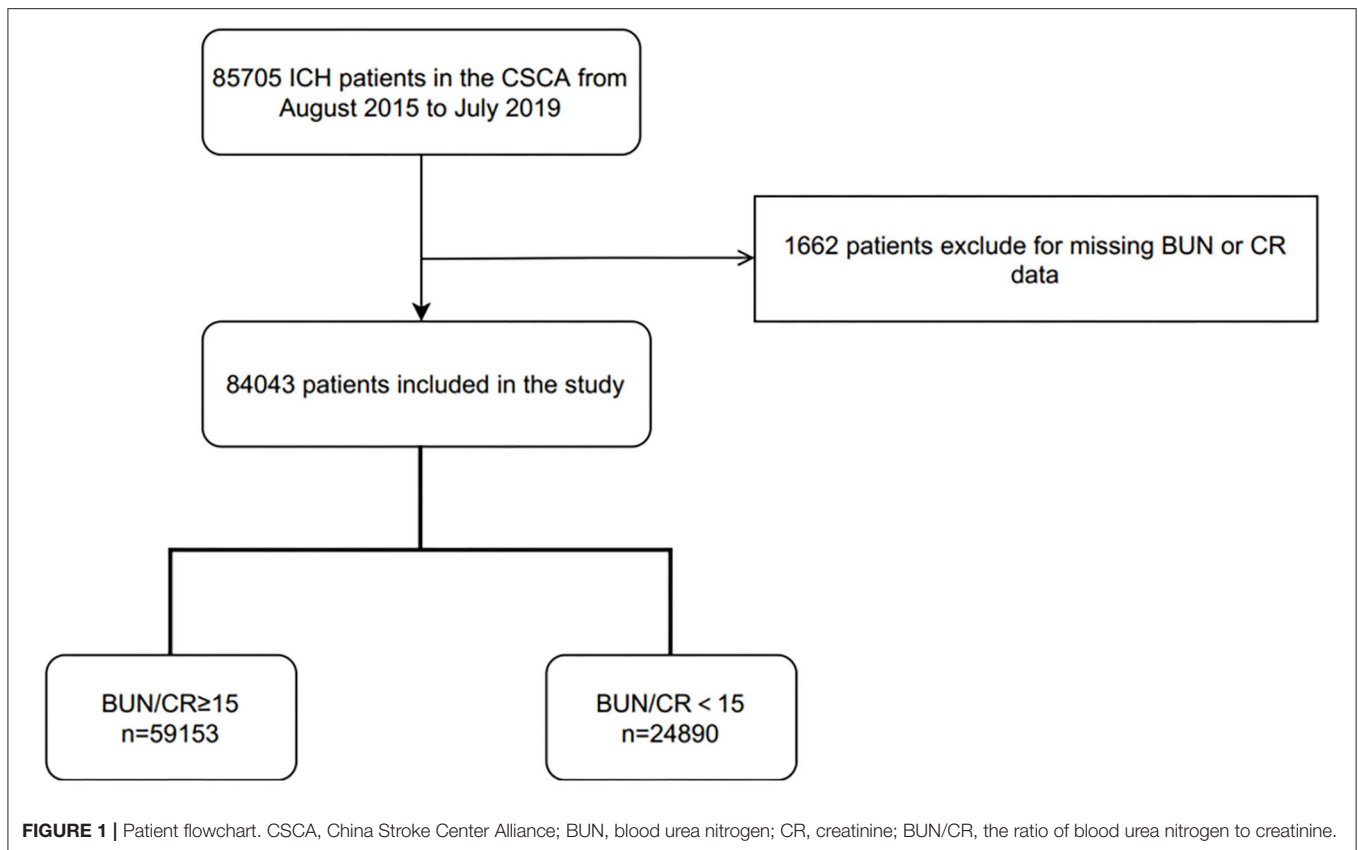 85705 ICH patients in the CSCA from
August 2015 to July 2019
1662 patients exclude for missing BUN or CR
data
84043 patients included in the study
BUN/CR≥15
n=59153
BUN/CR < 15
n=24890
FIGURE 1 | Patient flowchart. CSCA, China Stroke Center Alliance; BUN, blood urea nitrogen; CR, creatinine; BUN/CR, the ratio of blood urea nitrogen to creatinine.